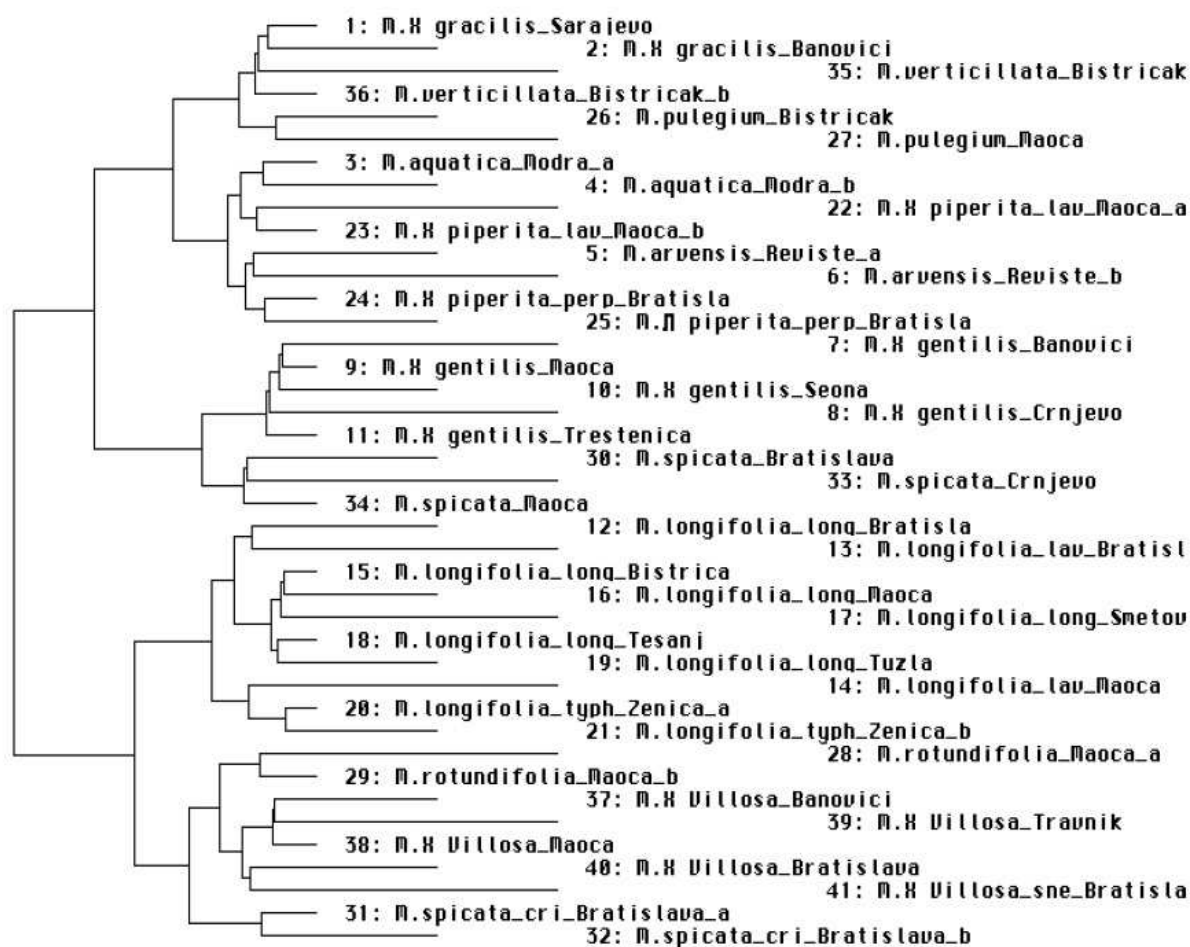 1: M.X gracilis_Sarajevo
2: M.X gracilis_Banovici
35: M.verticillata_Bistricak
36: M.verticillata_Bistricak_b
26: M.pulegium_Bistricak
27: M.pulegium_Maoca
3: M.aquatica_Modra_a
4: M.aquatica_Modra_b
22: M.X piperita_lav_Maoca_a
23: M.X piperita_lav_Maoca_b
5: M.arvensis_Reviste_a
6: M.arvensis_Reviste_b
24: M.X piperita_perp_Bratisla
25: M.Л piperita_perp_Bratisla
7: M.X gentilis_Banovici
9: M.X gentilis_Maoca
10: M.X gentilis_Seona
8: M.X gentilis_Crnjevo
11: M.X gentilis_Trestenica
30: M.spicata_Bratislava
33: M.spicata_Crnjevo
34: M.spicata_Maoca
12: M.longifolia_long_Bratisla
13: M.longifolia_lav_Bratisl
15: M.longifolia_long_Bistrica
16: M.longifolia_long_Maoca
17: M.longifolia_long_Smetov
18: M.longifolia_long_Tesanj
19: M.longifolia_long_Tuzla
14: M.longifolia_lav_Maoca
20: M.longifolia_typh_Zenica_a
21: M.longifolia_typh_Zenica_b
28: M.rotundifolia_Maoca_a
29: M.rotundifolia_Maoca_b
37: M.X Villosa_Banovici
39: M.X Villosa_Travnik
38: M.X Villosa_Maoca
40: M.X Villosa_Bratislava
41: M.X Villosa_sne_Bratisla
31: M.spicata_cri_Bratislava_a
32: M.spicata_cri_Bratislava_b